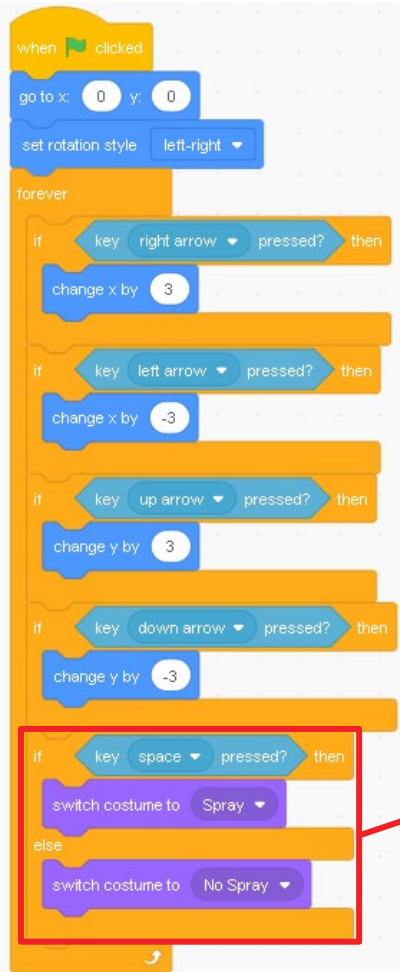 when clicked
go to x: 0 y: 0
set rotation style left-right
forever
if key right arrow pressed? then
change x by 3
if key left arrow pressed? then
change x by -3
if key up arrow pressed? then
change y by 3
if key down arrow pressed? then
change y by -3
if key space pressed? then
switch costume to Spray
else
switch costume to No Spray